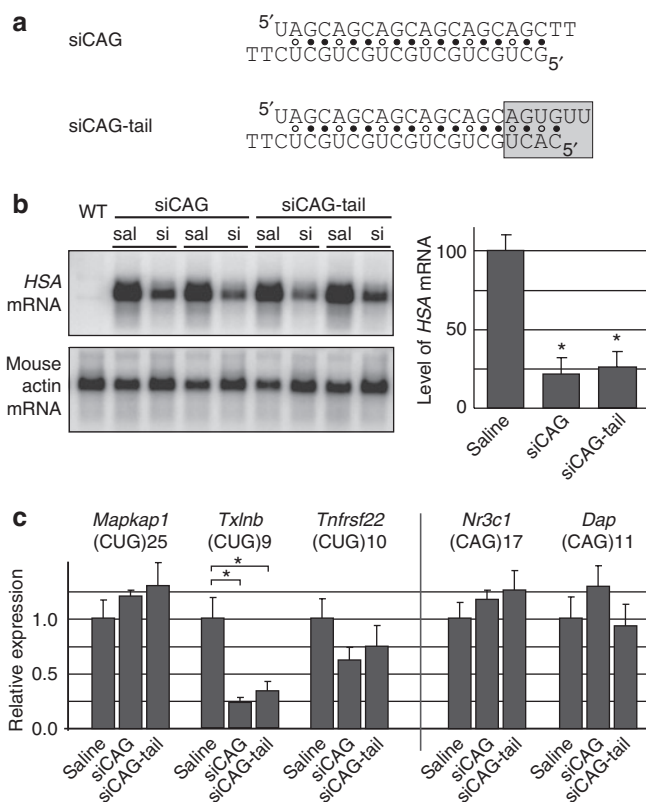 a
5′
siCAG
UAGCAGCAGCAGCAGCAGCTT
TTCUCGUCGUCGUCGUCGUCG
5′
5′
siCAG-tail
UAGCAGCAGCAGCAGCAGUGUU
TTCUCGUCGUCGUCGUCGUCAC
5′
b
WT siCAG siCAG-tail
sal si sal si sal si sal si
HSA
mRNA
Mouse
actin
mRNA
Level of HSA mRNA
100
50
0
* *
Saline siCAG siCAG-tail
c
Mapkap1 Txlnb Tnfrsf22 Nr3c1 Dap
(CUG)25 (CUG)9 (CUG)10 (CAG)17 (CAG)11
*
*
Relative expression
1.0
0.5
0.0
Saline siCAG siCAG-tail Saline siCAG siCAG-tail Saline siCAG siCAG-tail Saline siCAG siCAG-tail Saline siCAG siCAG-tail